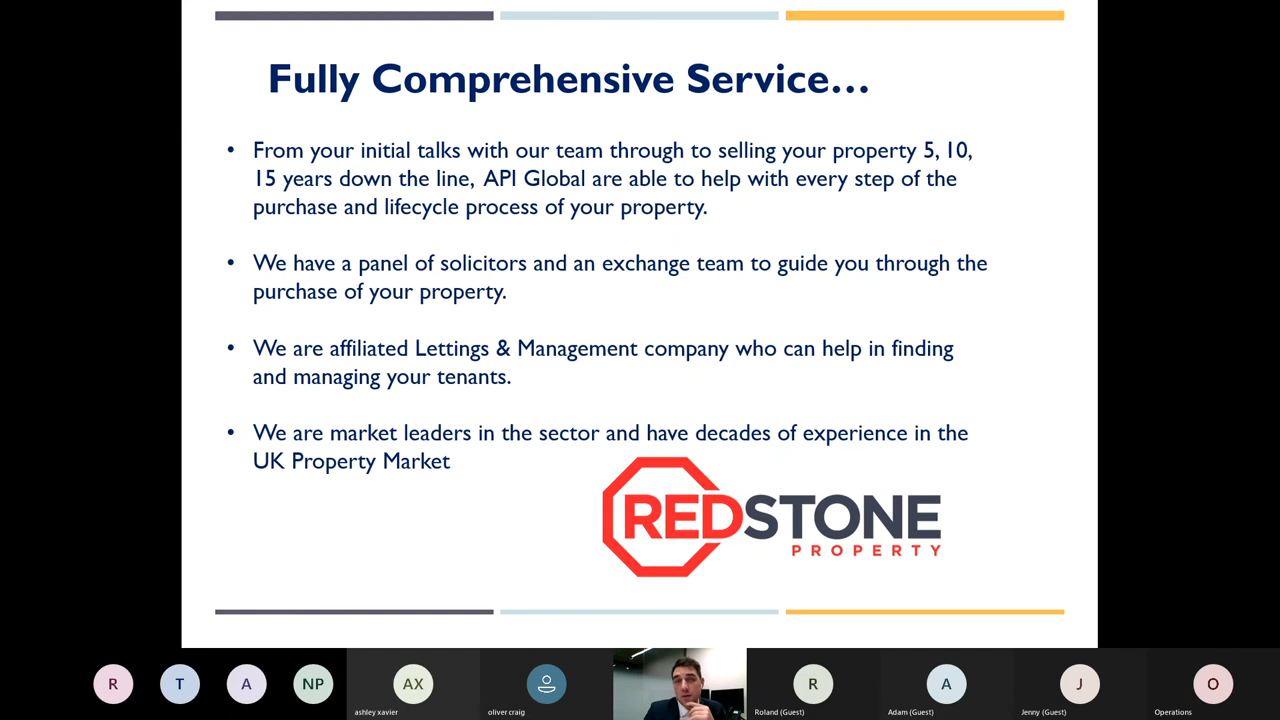 Fully Comprehensive Service...
• From your initial talks with our team through to selling your property 5, 10,
15 years down the line, API Global are able to help with every step of the
purchase and lifecycle process of your property.
• We have a panel of solicitors and an exchange team to guide you through the
purchase of your property.
• We are affiliated Lettings & Management company who can help in finding
and managing your tenants.
• We are market leaders in the sector and have decades of experience in the
UK Property Market
REDSTONE
PROPERTY
R T A NP AX R A J O
ashley xavier oliver craig Roland (Guest) Adam (Guest) Jenny (Guest) Operations